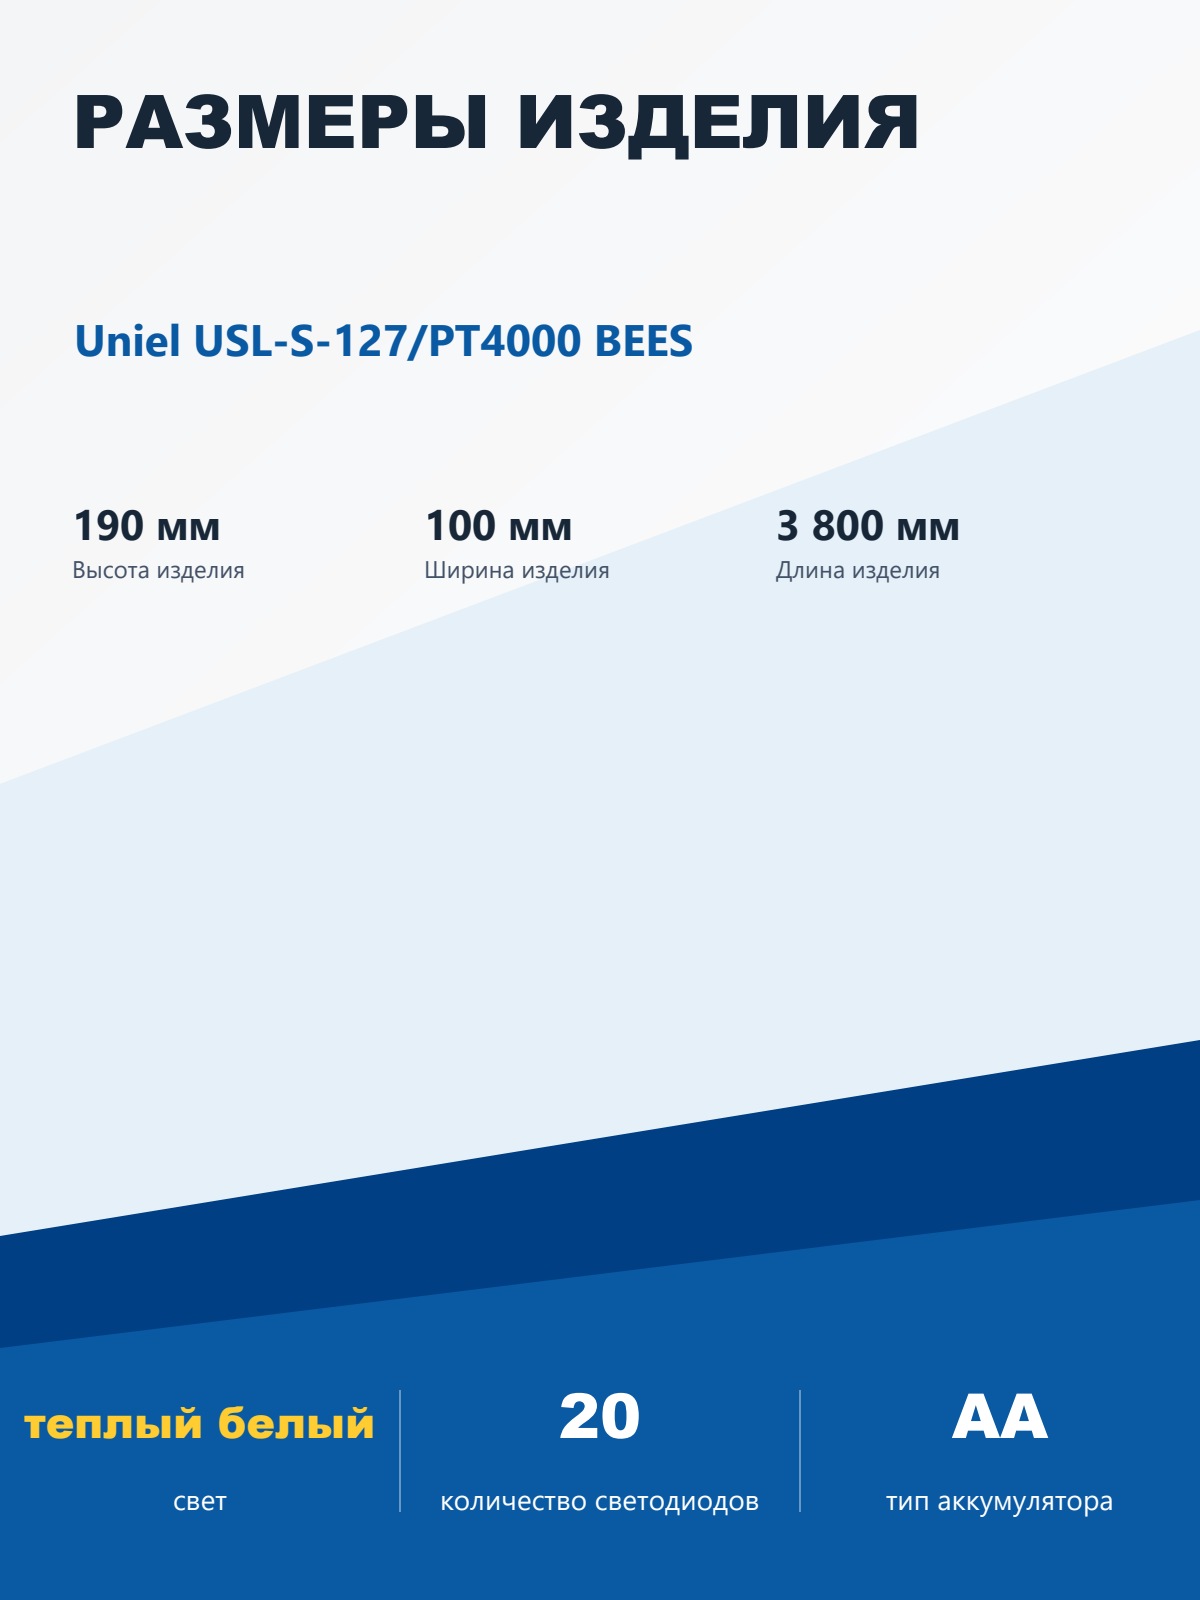 РАЗМЕРЫ ИЗДЕЛИЯ
Uniel USL-S-127/PT4000 BEES
190 мм
Высота изделия
100 мм
Ширина изделия
3 800 мм
Длина изделия
теплый белый
свет
20
количество светодиодов
AA
тип аккумулятора